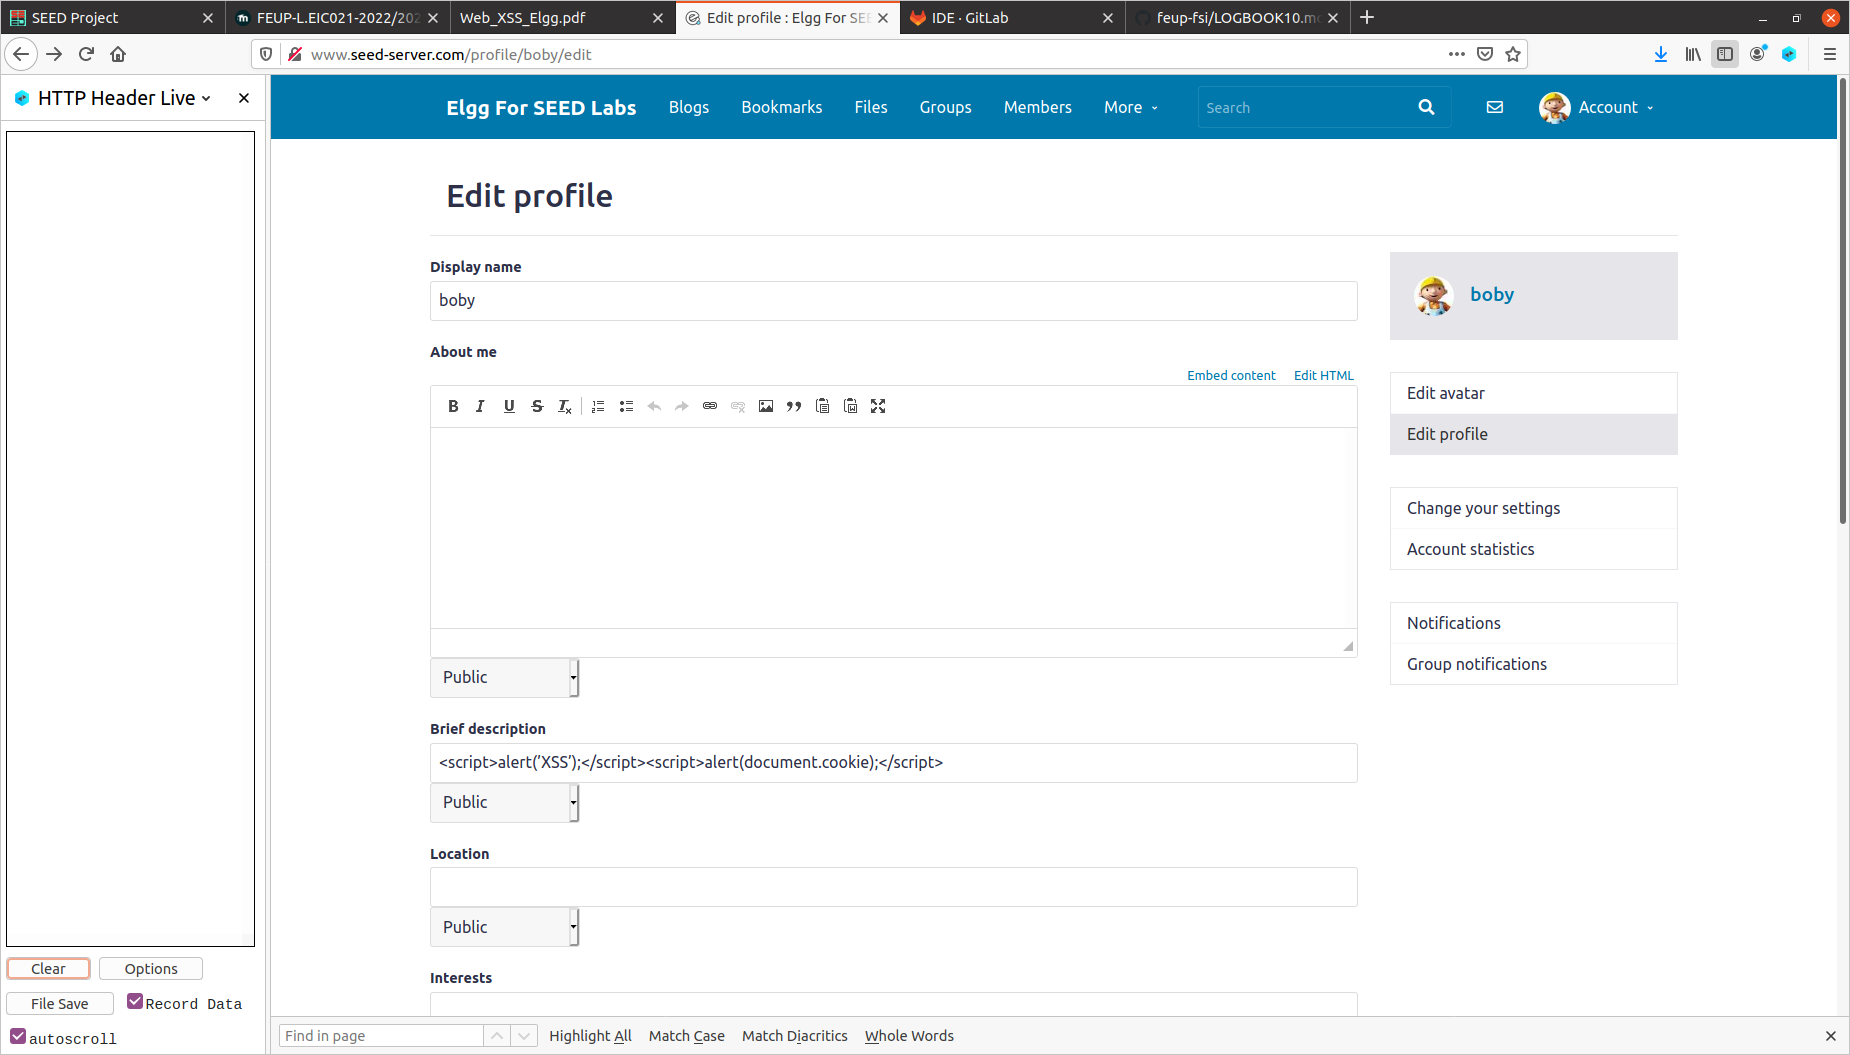 SEED Project
FEUP-L.EIC021-2022/202
Web_XSS_Elgg.pdf
Edit profile : Elgg For SEE
IDE · GitLab
feup-fsi/LOGBOOK10.md
www.seed-server.com/profile/boby/edit
HTTP Header Live
Elgg For SEED Labs
Blogs
Bookmarks
Files
Groups
Members
More
Search
Account
Edit profile
Display name
boby
boby
About me
Embed content
Edit HTML
Edit avatar
Edit profile
Change your settings
Account statistics
Notifications
Group notifications
Public
Brief description
<script>alert(’XSS’);</script><script>alert(document.cookie);</script>
Public
Location
Public
Interests
Clear
Options
File Save
Record Data
autoscroll
Find in page
Highlight All
Match Case
Match Diacritics
Whole Words